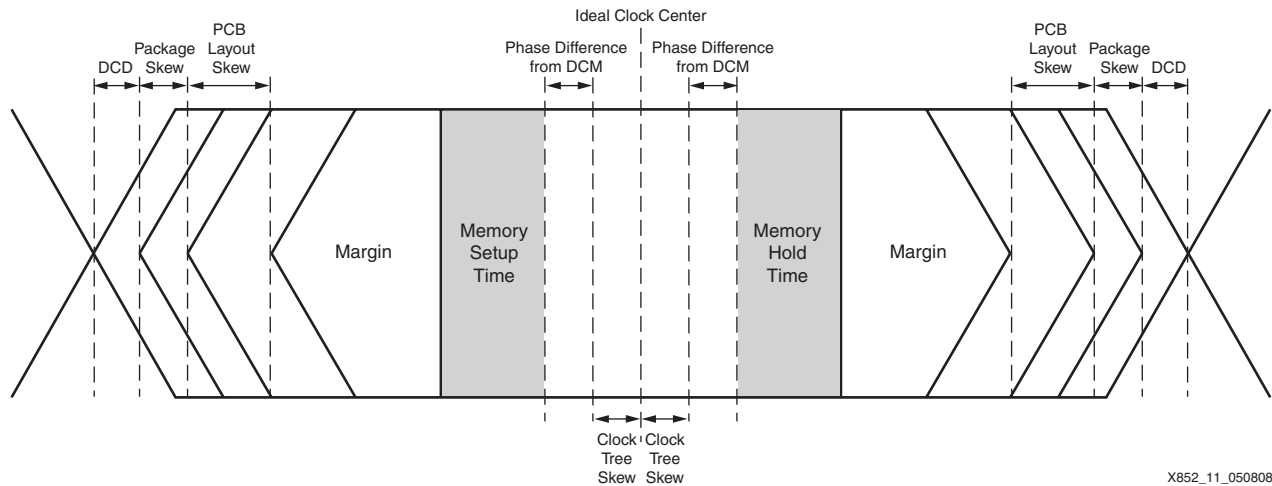 Ideal Clock Center
DCD
Package
Skew
PCB
Layout
Skew
Phase Difference
from DCM
Phase Difference
from DCM
PCB
Layout
Skew
Package
Skew
DCD
Margin
Memory
Setup
Time
Memory
Hold
Time
Margin
Clock
Tree
Skew
Clock
Tree
Skew
X852_11_050808